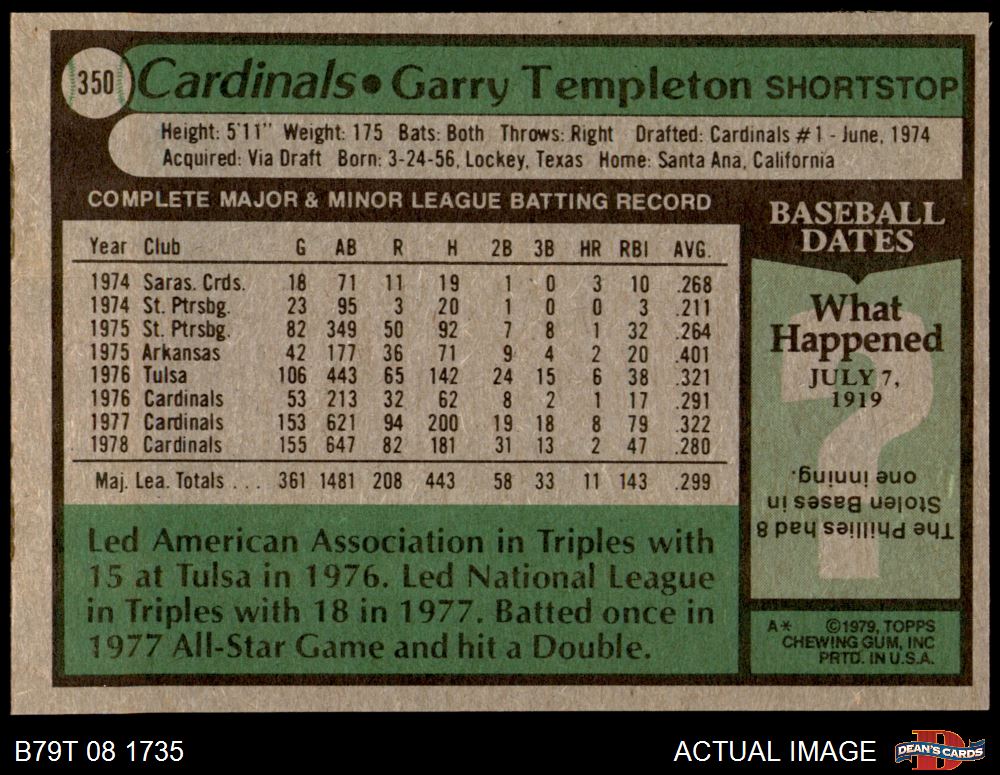 350 Cardinals • Garry Templeton SHORTSTOP
Height: 5'11" Weight: 175 Bats: Both Throws: Right Drafted: Cardinals #1 - June, 1974
Acquired: Via Draft Born: 3-24-56, Lockey, Texas Home: Santa Ana, California
COMPLETE MAJOR & MINOR LEAGUE BATTING RECORD
Year Club G AB R H 2B 3B HR RBI AVG.
1974 Saras. Crds. 18 71 11 19 1 0 3 10 .268
1974 St. Ptrsbg. 23 95 3 20 1 0 0 3 .211
1975 St. Ptrsbg. 82 349 50 92 7 8 1 32 .264
1975 Arkansas 42 177 36 71 9 4 2 20 .401
1976 Tulsa 106 443 65 142 24 15 6 38 .321
1976 Cardinals 53 213 32 62 8 2 1 17 .291
1977 Cardinals 153 621 94 200 19 18 8 79 .322
1978 Cardinals 155 647 82 181 31 13 2 47 .280
Maj. Lea. Totals . . . 361 1481 208 443 58 33 11 143 .299
Led American Association in Triples with
15 at Tulsa in 1976. Led National League
in Triples with 18 in 1977. Batted once in
1977 All-Star Game and hit a Double.
BASEBALL
DATES
What
Happened
JULY 7,
1919
?
The Phillies had 8
Stolen Bases in
one inning.
A* ©1979, TOPPS
CHEWING GUM, INC
PRTD. IN U.S.A.
B79T 08 1735
ACTUAL IMAGE
D
DEAN'S CARDS